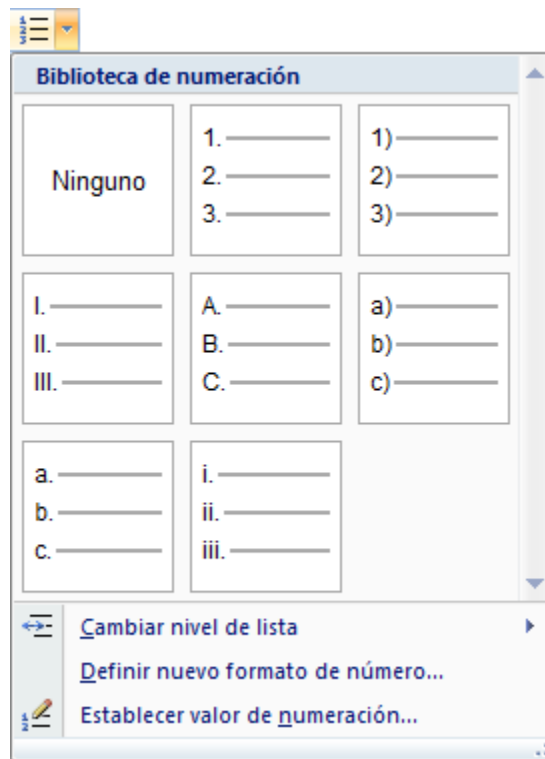 Biblioteca de numeración
Ninguno
1.
2.
3.
1)
2)
3)
I.
II.
III.
A.
B.
C.
a)
b)
c)
a.
b.
c.
i.
ii.
iii.
Cambiar nivel de lista
Definir nuevo formato de número...
Establecer valor de numeración...